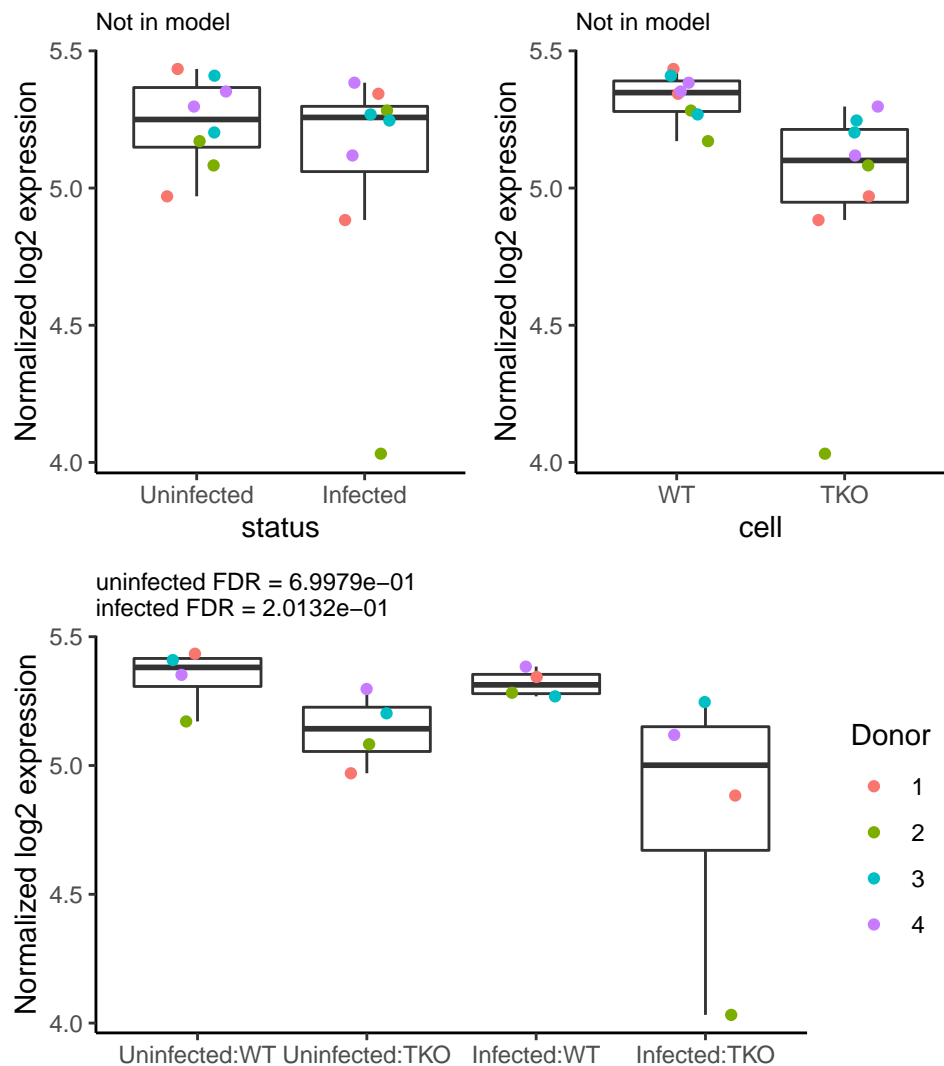 Not in model
Normalized log2 expression
5.5
5.0
4.5
4.0
Uninfected Infected
status
Not in model
Normalized log2 expression
5.5
5.0
4.5
4.0
WT TKO
cell
uninfected FDR = 6.9979e−01
infected FDR = 2.0132e−01
Normalized log2 expression
5.5
5.0
4.5
4.0
Uninfected:WT Uninfected:TKO Infected:WT Infected:TKO
Donor
1
2
3
4